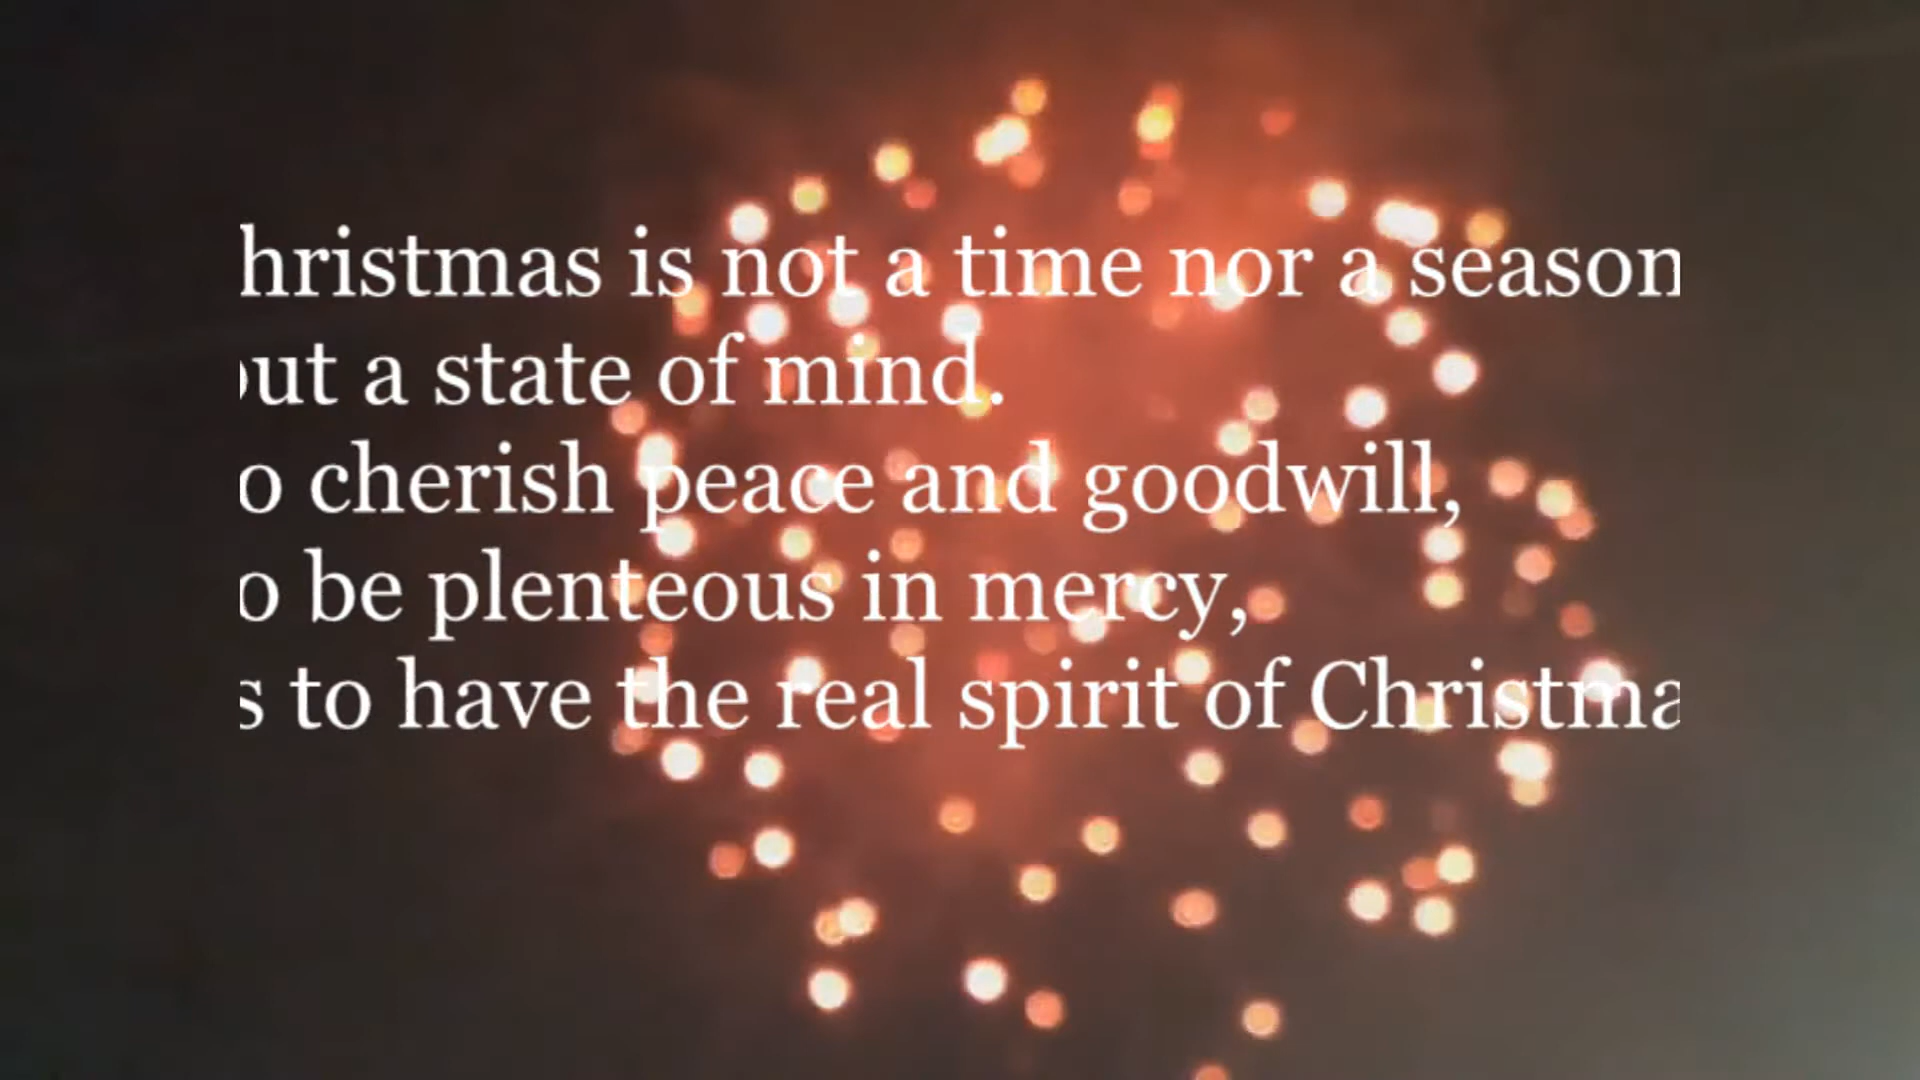 hristmas is not a time nor a season
out a state of mind.
o cherish peace and goodwill,
o be plenteous in mercy,
s to have the real spirit of Christma